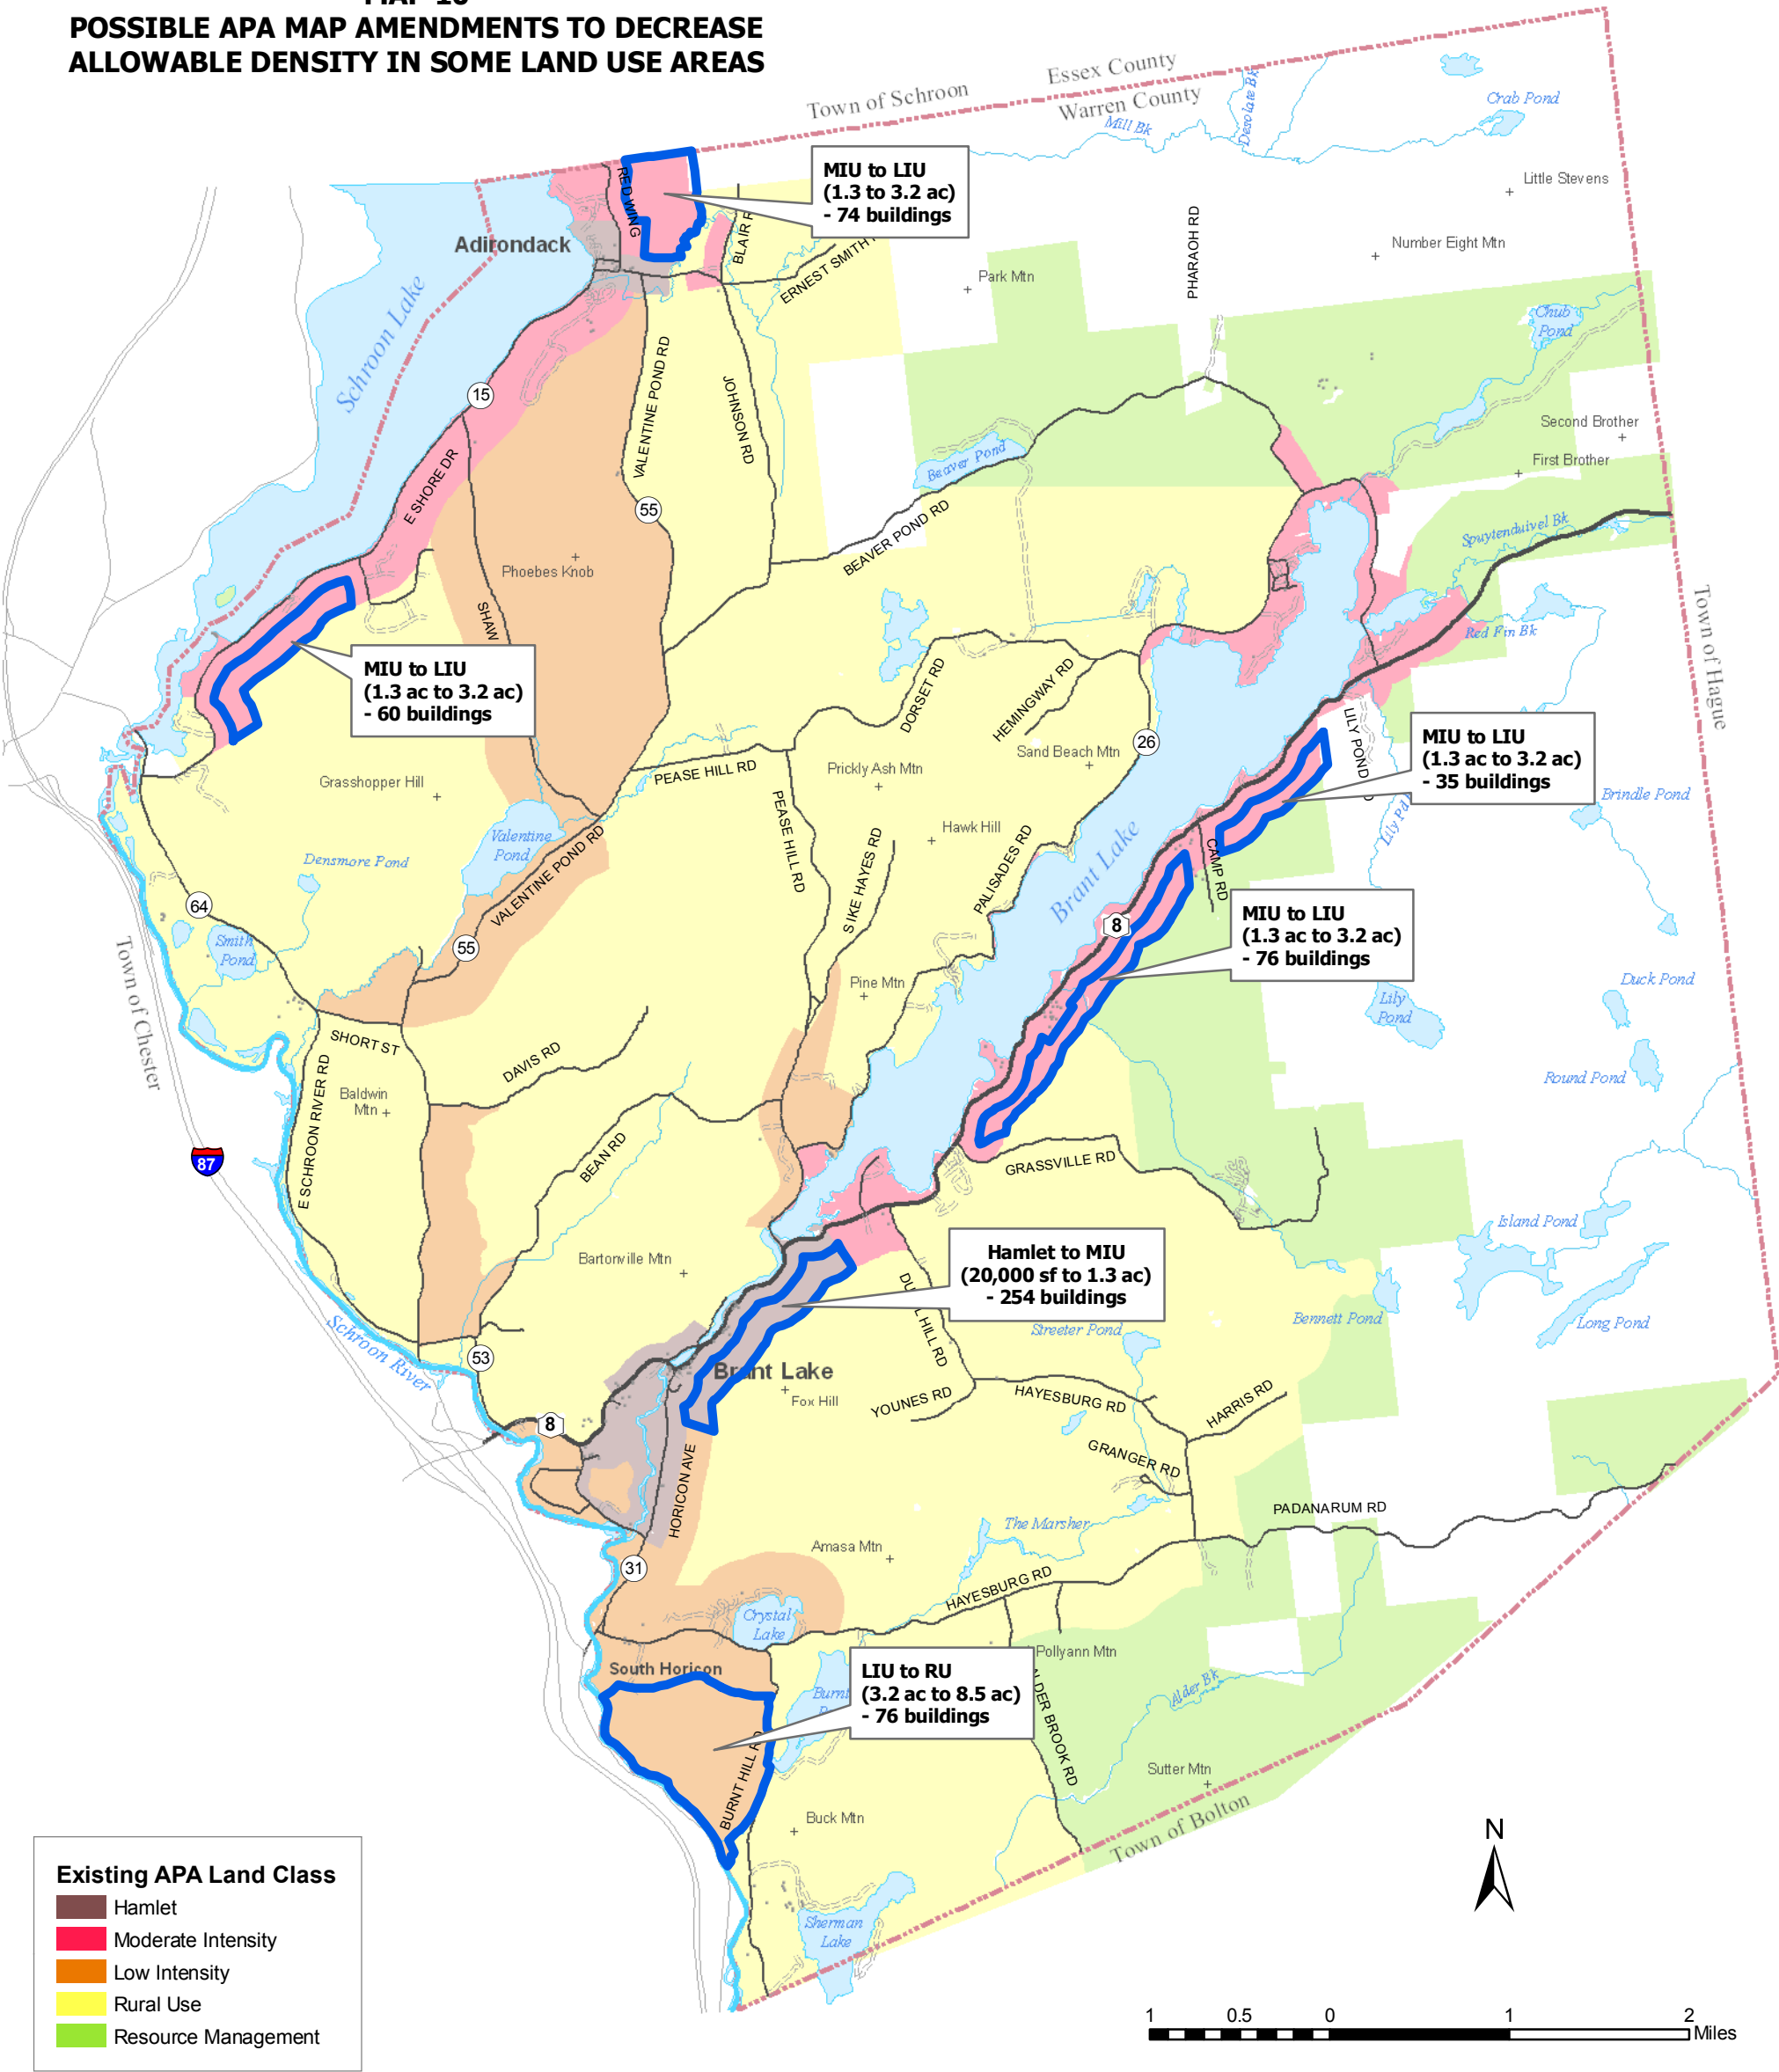 POSSIBLE APA MAP AMENDMENTS TO DECREASE
ALLOWABLE DENSITY IN SOME LAND USE AREAS
Essex County
Town of Schroon
Warren County
Mill Bk
Desolate Bk
Crab Pond
Little Stevens
Number Eight Mtn
MIU to LIU
(1.3 to 3.2 ac)
- 74 buildings
RED WING
BLAIR R
ERNEST SMITH
Adirondack
Schroon Lake
PHARAOH RD
Park Mtn
Chub
Pond
15
VALENTINE POND RD
JOHNSON RD
Second Brother
First Brother
Beaver Pond
E SHORE DR
55
BEAVER POND RD
Spuytenduivel Bk
Phoebes Knob
SHAW
Red Fin Bk
Town of Hague
MIU to LIU
(1.3 ac to 3.2 ac)
- 60 buildings
DORSET RD
HEMINGWAY RD
Sand Beach Mtn
26
LILY POND
MIU to LIU
(1.3 ac to 3.2 ac)
- 35 buildings
Grasshopper Hill
PEASE HILL RD
Prickly Ash Mtn
PEASE HILL RD
Brindle Pond
Lily Pd
Valentine
Pond
Hawk Hill
Densmore Pond
VALENTINE POND RD
SIKE HAYES RD
PALISADES RD
Brant Lake
CAMP RD
64
8
MIU to LIU
(1.3 ac to 3.2 ac)
- 76 buildings
Smith
Pond
55
Town of Chester
Pine Mtn
Duck Pond
Lily
Pond
SHORT ST
DAVIS RD
E SCHROON RIVER RD
Baldwin
Mtn
Round Pond
87
BEAN RD
GRASSVILLE RD
Island Pond
Bartonville Mtn
Hamlet to MIU
(20,000 sf to 1.3 ac)
- 254 buildings
HILL RD
Streeter Pond
Bennett Pond
Long Pond
Schroon River
53
Brant Lake
Fox Hill
YOUNES RD
HAYESBURG RD
HARRIS RD
8
HORICON AVE
GRANGER RD
PADANARUM RD
The Marsher
Amasa Mtn
31
HAYESBURG RD
Crystal
Lake
Pollyann Mtn
South Horicon
LIU to RU
(3.2 ac to 8.5 ac)
- 76 buildings
Burnt
ALDER BROOK RD
Alder Bk
BURNT HILL R
Sutter Mtn
Buck Mtn
Town of Bolton
N
Sherman
Lake
Existing APA Land Class
Hamlet
Moderate Intensity
Low Intensity
Rural Use
Resource Management
1 0.5 0 1 2
Miles